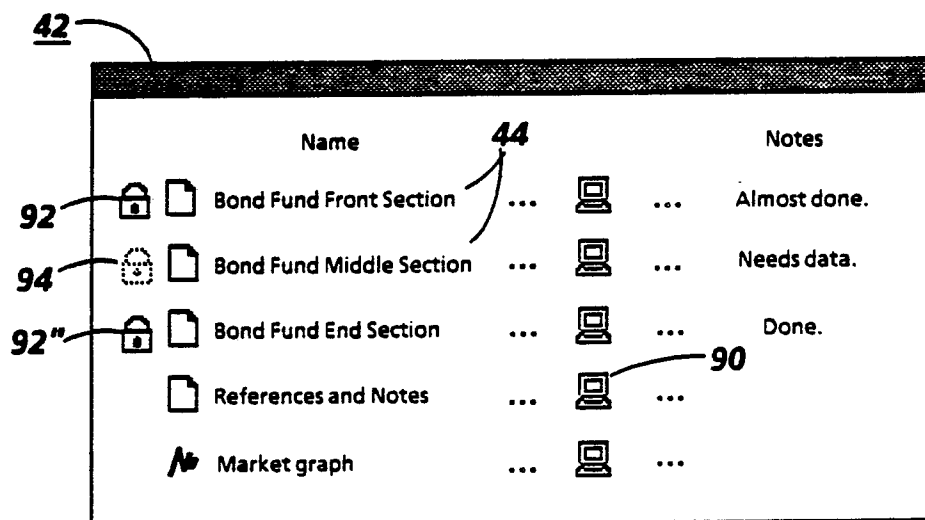 42
Name 44 Notes
92 Bond Fund Front Section ... ... Almost done.
94 Bond Fund Middle Section ... ... Needs data.
92" Bond Fund End Section ... ... Done.
90
References and Notes ... ...
Market graph ... ...